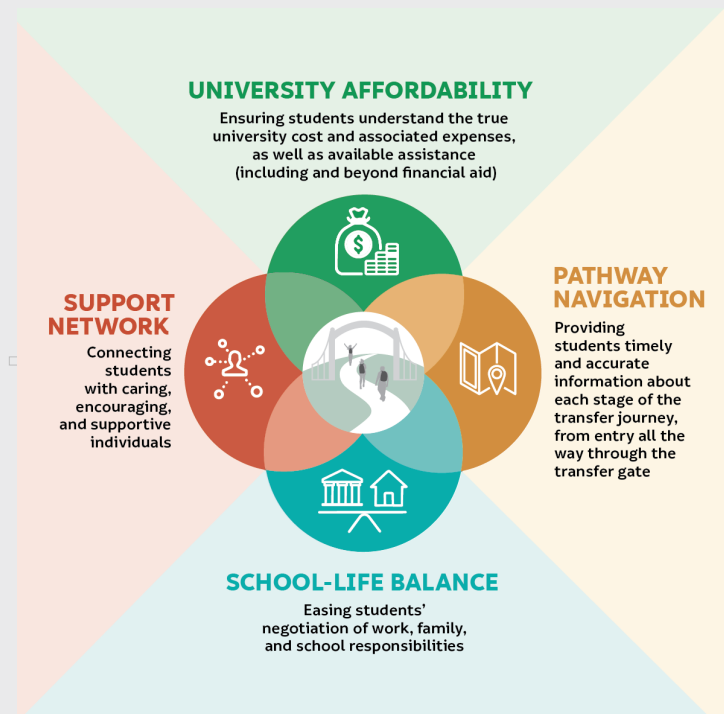 UNIVERSITY AFFORDABILITY
Ensuring students understand the true
university cost and associated expenses,
as well as available assistance
(including and beyond financial aid)
$
SUPPORT
NETWORK
Connecting
students
with caring,
encouraging,
and supportive
individuals
PATHWAY
NAVIGATION
Providing
students timely
and accurate
information about
each stage of the
transfer journey,
from entry all the
way through the
transfer gate
SCHOOL-LIFE BALANCE
Easing students’
negotiation of work, family,
and school responsibilities